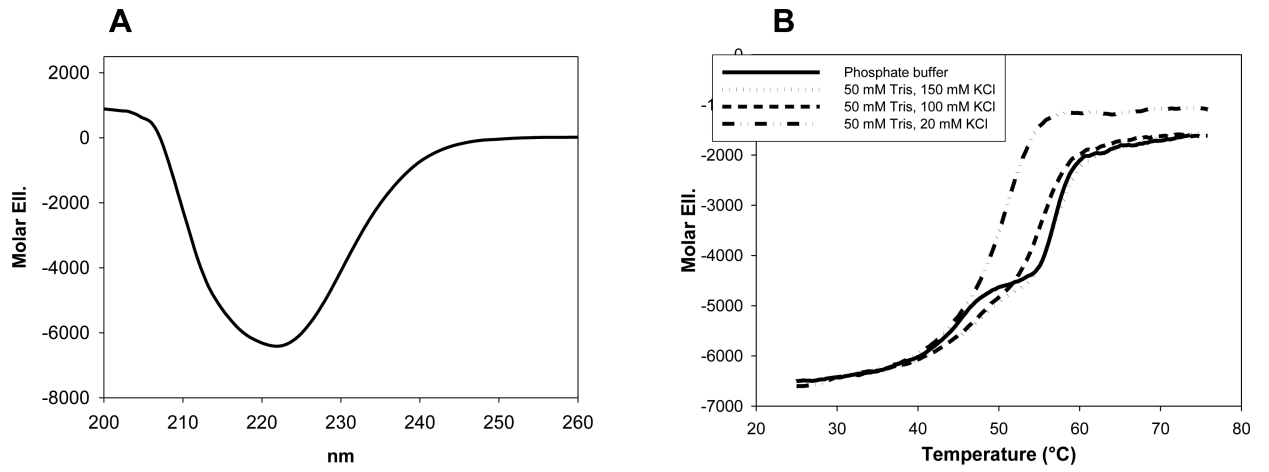 A
2000
0
-2000
-4000
-6000
-8000
Molar Ell.
200 210 220 230 240 250 260
nm
B
0
-1
-2000
-3000
-4000
-5000
-6000
-7000
Molar Ell.
Phosphate buffer
50 mM Tris, 150 mM KCl
50 mM Tris, 100 mM KCl
50 mM Tris, 20 mM KCl
20 30 40 50 60 70 80
Temperature (°C)